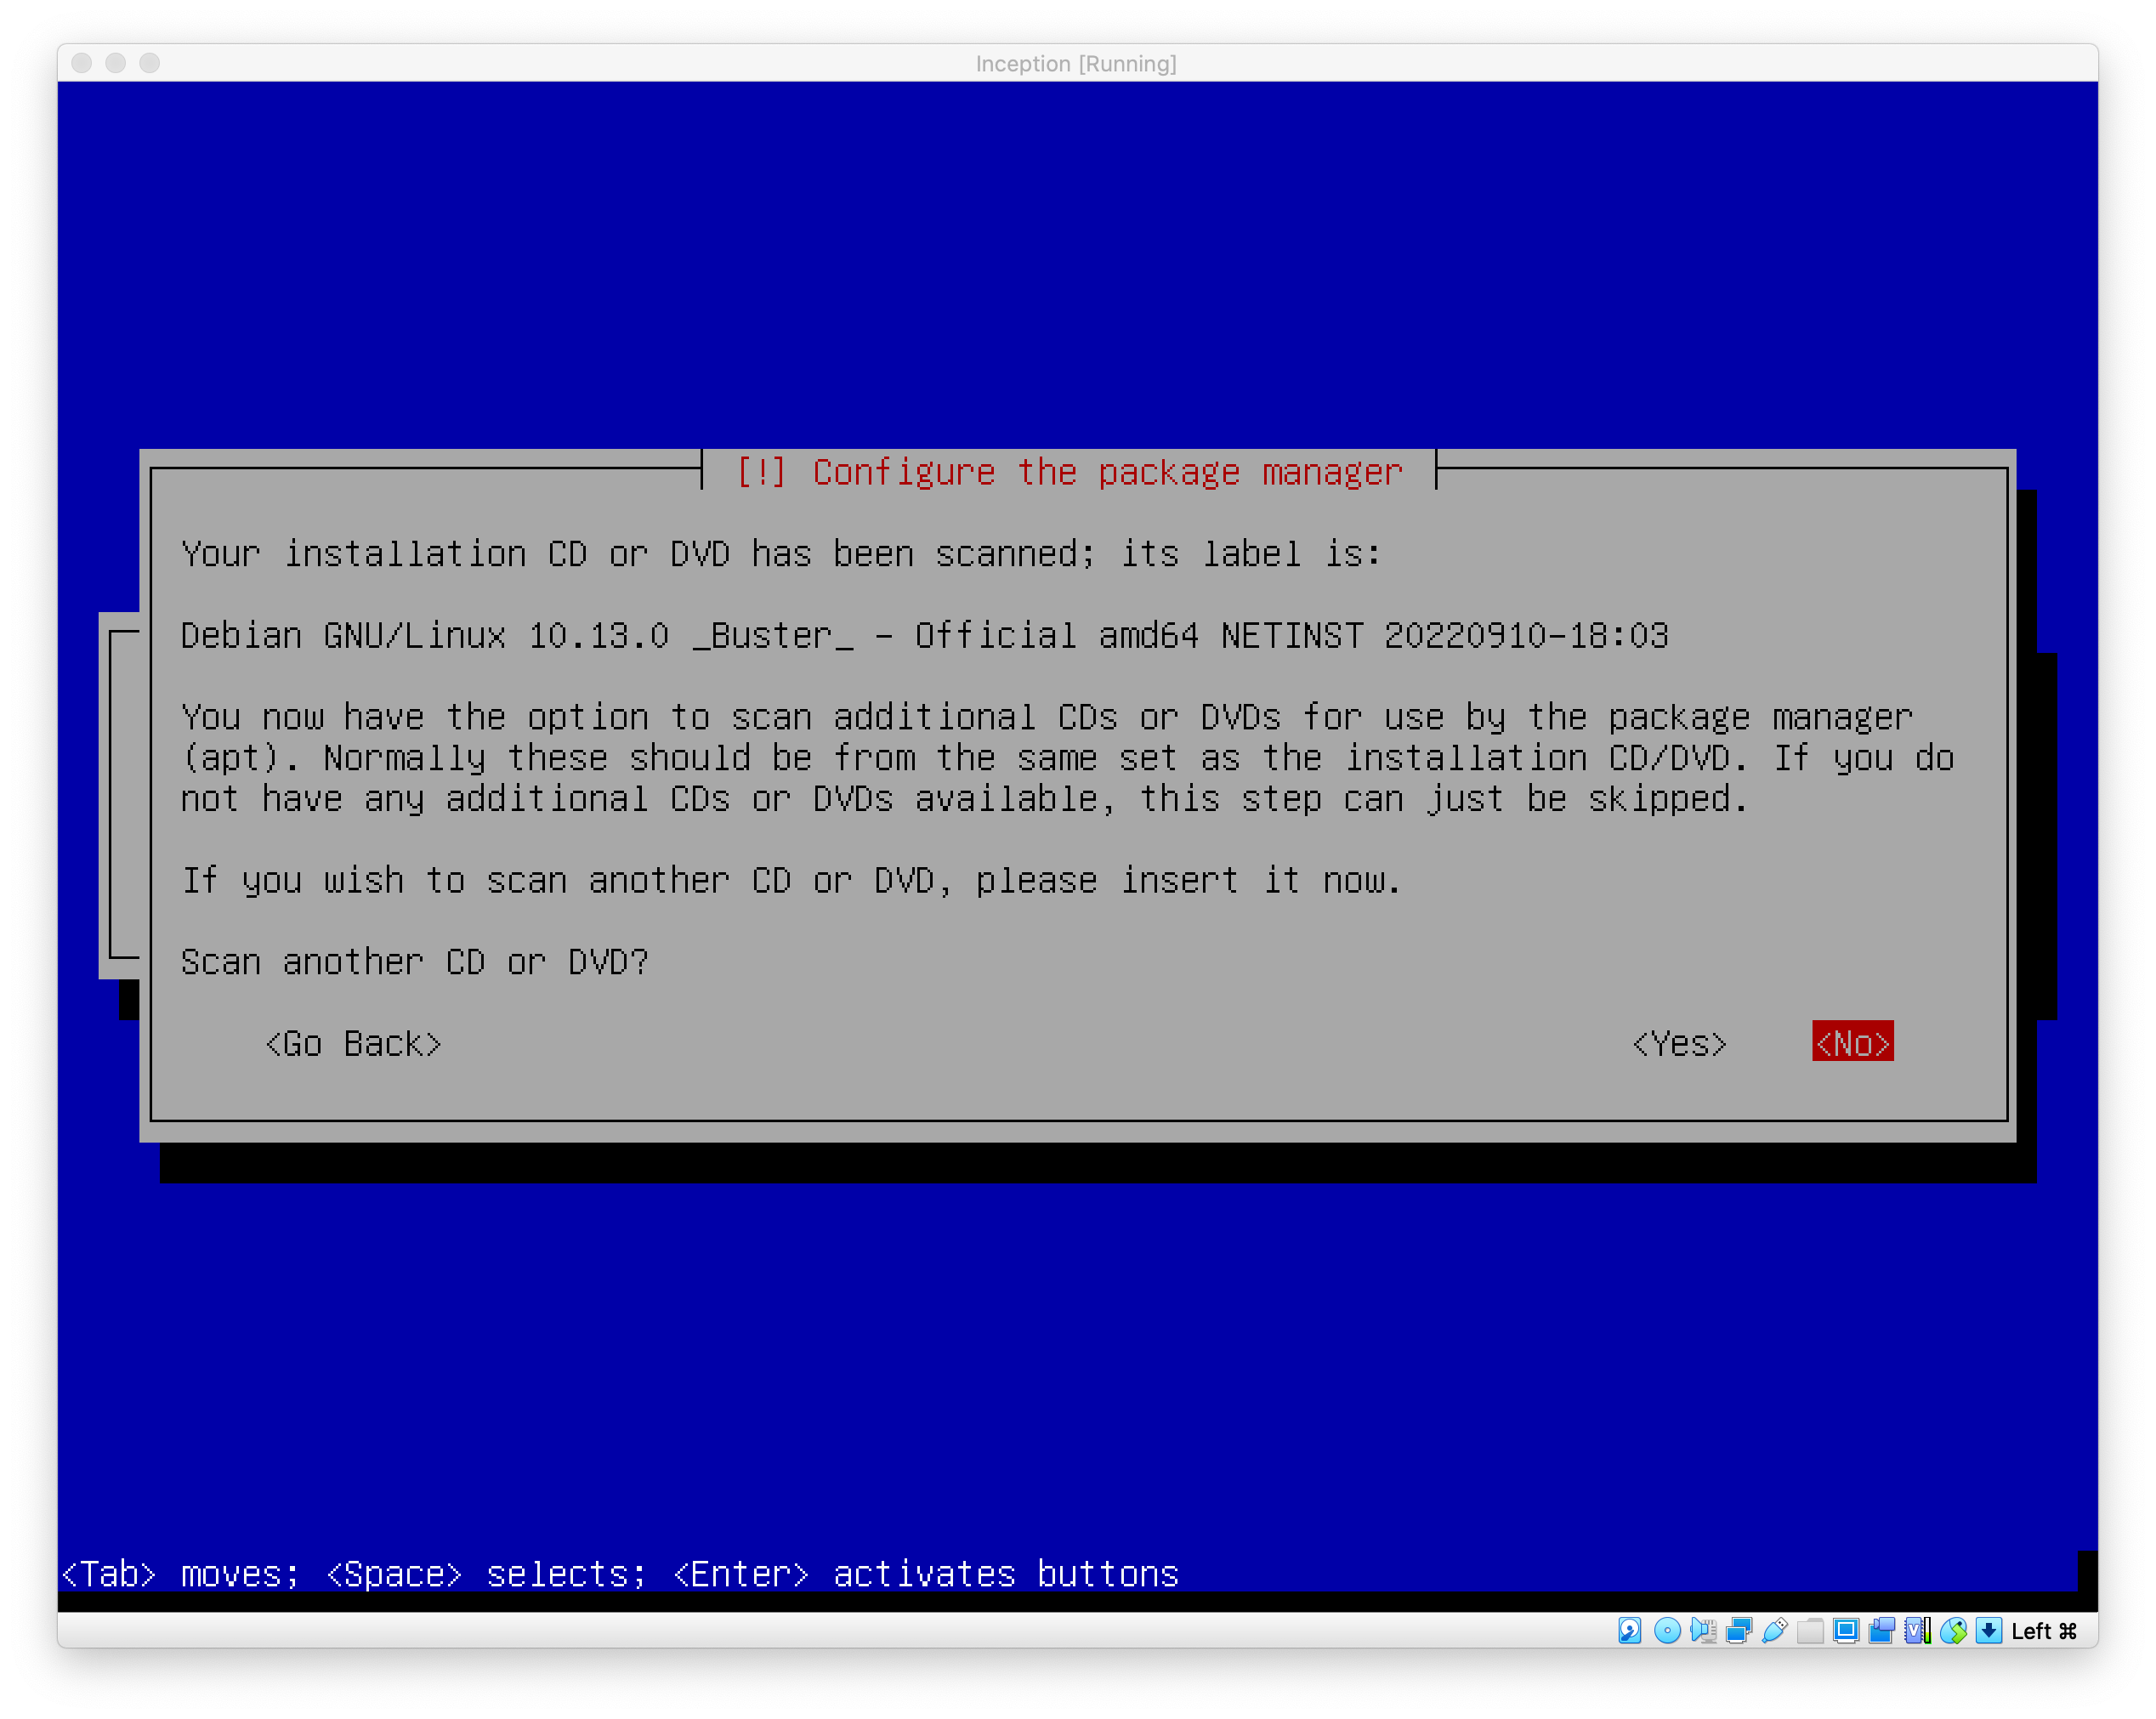 Inception [Running]
[!] Configure the package manager
Your installation CD or DVD has been scanned; its label is:
Debian GNU/Linux 10.13.0 _Buster_ - Official amd64 NETINST 20220910-18:03
You now have the option to scan additional CDs or DVDs for use by the package manager
(apt). Normally these should be from the same set as the installation CD/DVD. If you do
not have any additional CDs or DVDs available, this step can just be skipped.
If you wish to scan another CD or DVD, please insert it now.
Scan another CD or DVD?
<Go Back> <Yes> <No>
<Tab> moves; <Space> selects; <Enter> activates buttons
Left ⌘